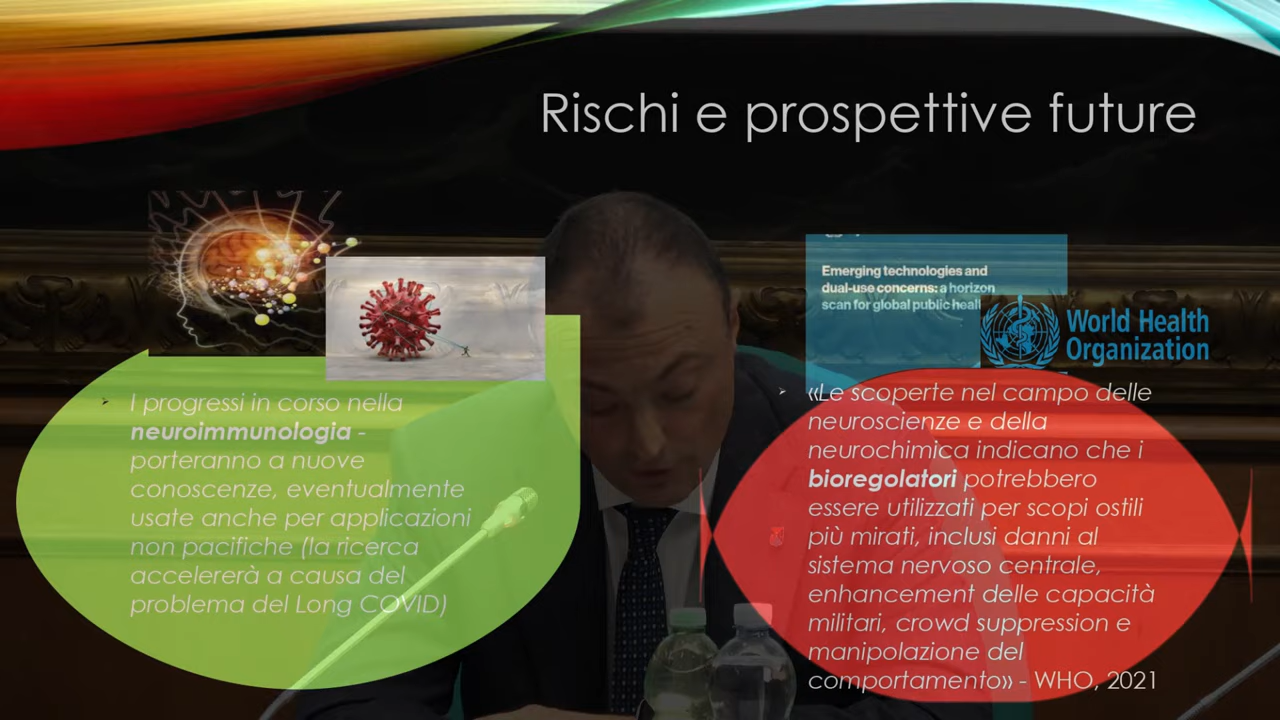 Rischi e prospettive future
I progressi in corso nella
neuroimmunologia -
porteranno a nuove
conoscenze, eventualmente
usate anche per applicazioni
non pacifiche (la ricerca
accelererà a causa del
problema del Long COVID)
Emerging technologies and
dual-use concerns: a horizon
scan for global public healt
World Health
Organization
«Le scoperte nel campo delle
neuroscienze e della
neurochimica indicano che i
bioregolatori potrebbero
essere utilizzati per scopi ostili
più mirati, inclusi danni al
sistema nervoso centrale,
enhancement delle capacità
militari, crowd suppression e
manipolazione del
comportamento» - WHO, 2021